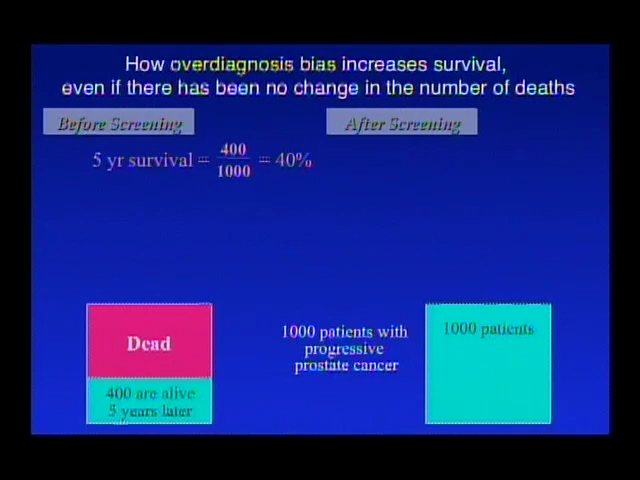 How overdiagnosis bias increases survival,
even if there has been no change in the number of deaths
Before Screening
After Screening
5 yr survival = 400/1000 = 40%
Dead
400 are alive
5 years later
1000 patients with
progressive
prostate cancer
1000 patients